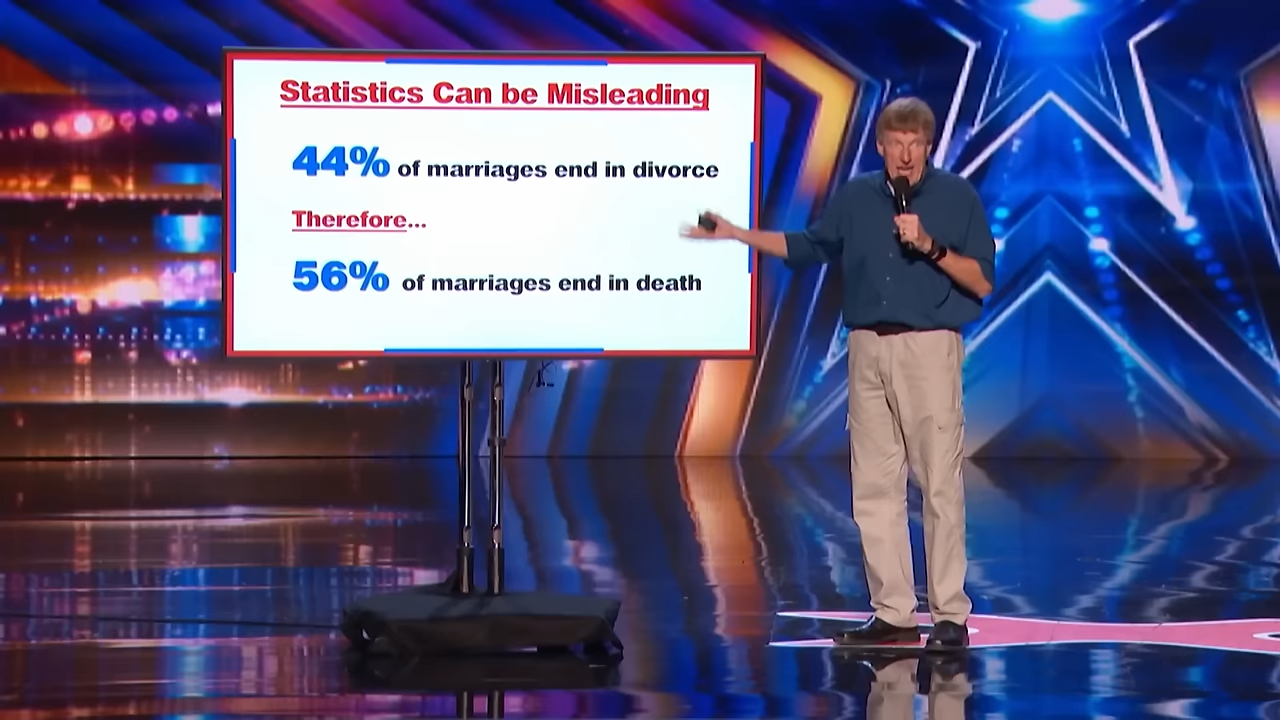 Statistics Can be Misleading
44% of marriages end in divorce
Therefore...
56% of marriages end in death